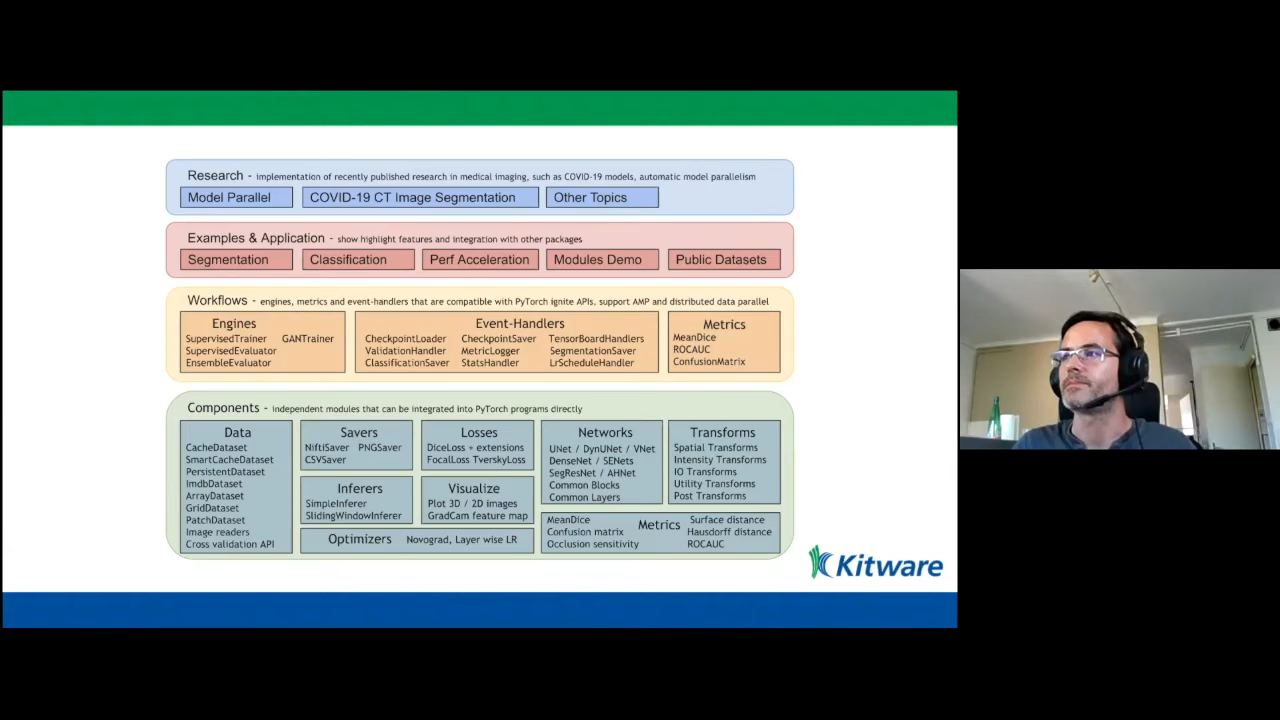 Research - implementation of recently published research in medical imaging, such as COVID-19 models, automatic model parallelism
Model Parallel
COVID-19 CT Image Segmentation
Other Topics
Examples & Application - show highlight features and integration with other packages
Segmentation
Classification
Perf Acceleration
Modules Demo
Public Datasets
Workflows - engines, metrics and event-handlers that are compatible with PyTorch ignite APIs, support AMP and distributed data parallel
Engines
SupervisedTrainer GANTrainer
SupervisedEvaluator
EnsembleEvaluator
Event-Handlers
CheckpointLoader CheckpointSaver TensorBoardHandlers
ValidationHandler MetricLogger SegmentationSaver
ClassificationSaver StatsHandler LrScheduleHandler
Metrics
MeanDice
ROCAUC
ConfusionMatrix
Components - independent modules that can be integrated into PyTorch programs directly
Data
CacheDataset
SmartCacheDataset
PersistentDataset
ImdbDataset
ArrayDataset
GridDataset
PatchDataset
Image readers
Cross validation API
Savers
NiftiSaver PNGSaver
CSVSaver
Losses
DiceLoss + extensions
FocalLoss TverskyLoss
Networks
UNet / DynUNet / VNet
DenseNet / SENets
SegResNet / AHNet
Common Blocks
Common Layers
Transforms
Spatial Transforms
Intensity Transforms
IO Transforms
Utility Transforms
Post Transforms
Inferers
SimpleInferer
SlidingWindowInferer
Visualize
Plot 3D / 2D images
GradCam feature map
Optimizers Novograd, Layer wise LR
Metrics
MeanDice Surface distance
Confusion matrix Hausdorff distance
Occlusion sensitivity ROCAUC
Kitware